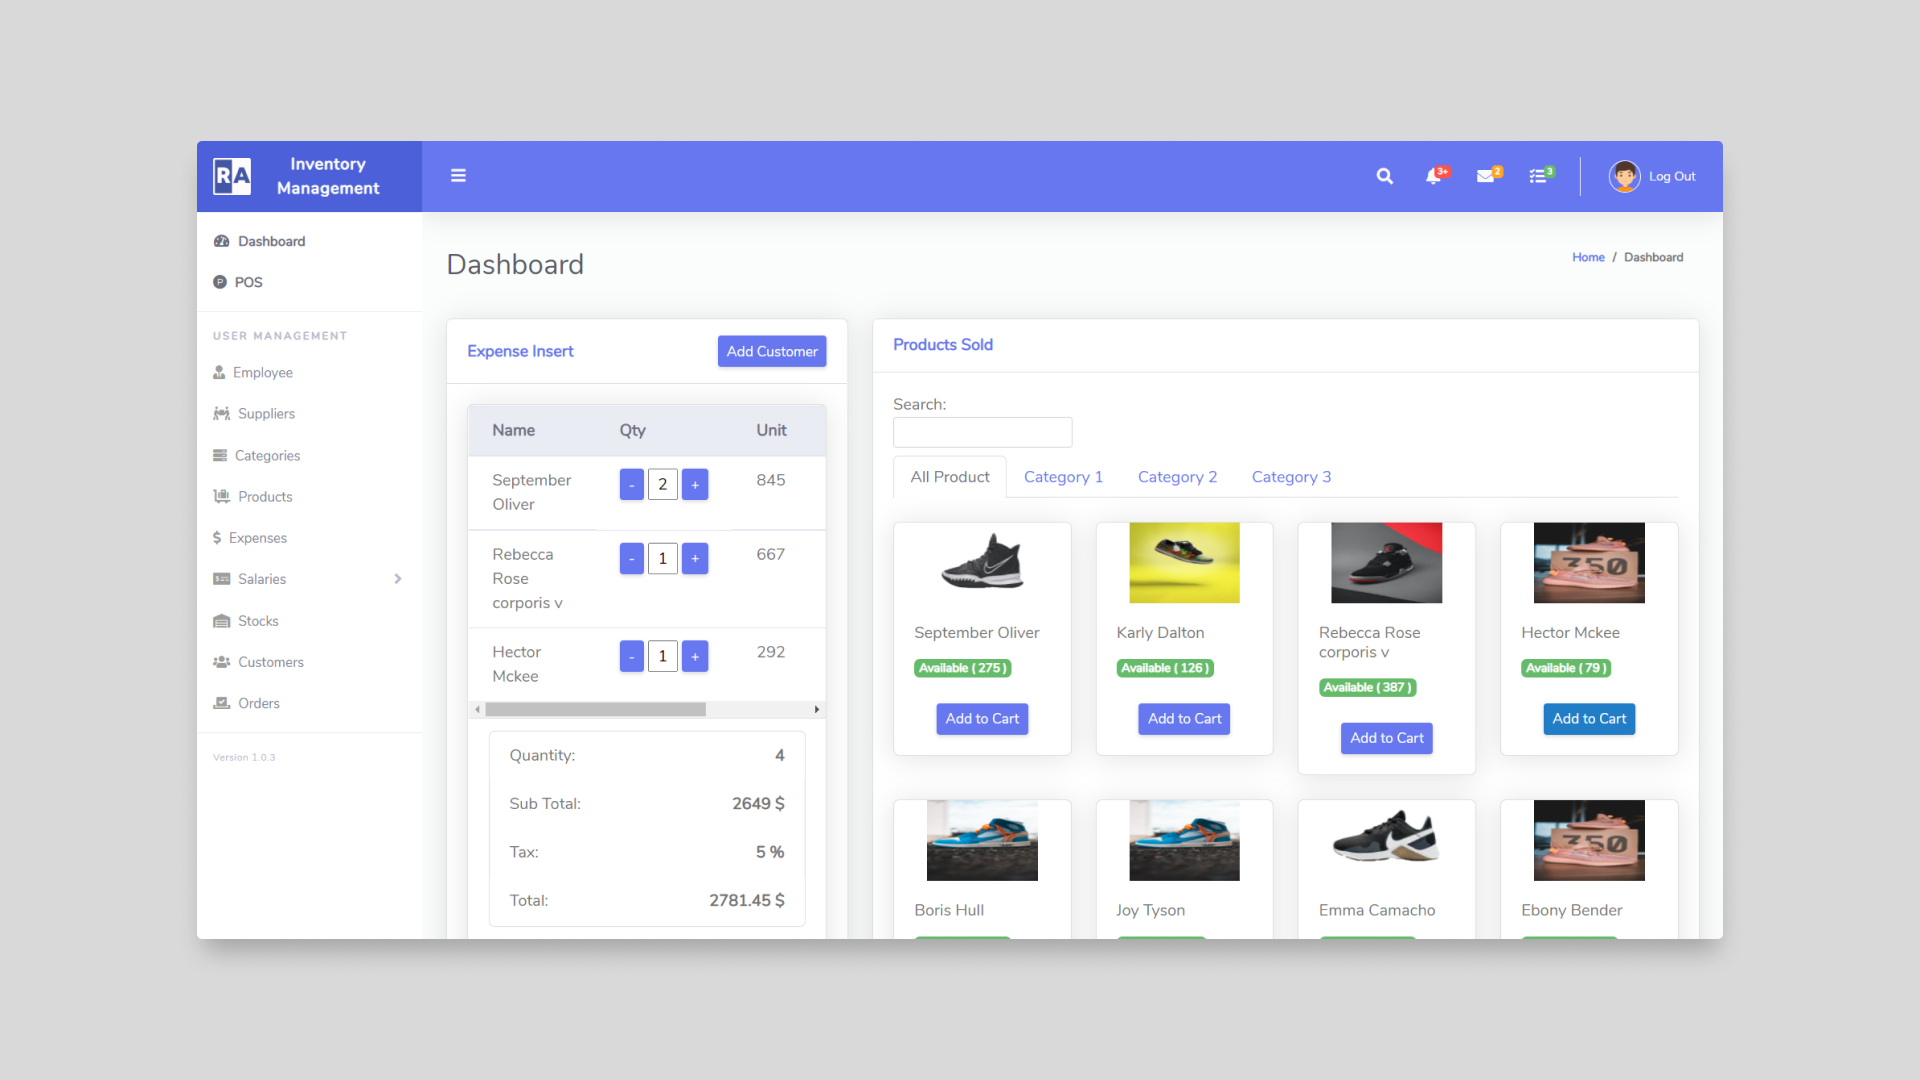 RA
Inventory
Management
3+
2
3
Log Out
Dashboard
POS
USER MANAGEMENT
Employee
Suppliers
Categories
Products
Expenses
Salaries
Stocks
Customers
Orders
Version 1.0.3
Dashboard
Home / Dashboard
Expense Insert
Add Customer
Name Qty Unit
September
Oliver
- 2 + 845
Rebecca
Rose
corporis v
- 1 + 667
Hector
Mckee
- 1 + 292
Quantity: 4
Sub Total: 2649 $
Tax: 5 %
Total: 2781.45 $
Products Sold
Search:
All Product Category 1 Category 2 Category 3
September Oliver
Available ( 275 )
Add to Cart
Karly Dalton
Available ( 126 )
Add to Cart
Rebecca Rose
corporis v
Available ( 387 )
Add to Cart
350
Hector Mckee
Available ( 79 )
Add to Cart
Boris Hull
Joy Tyson
Emma Camacho
350
Ebony Bender